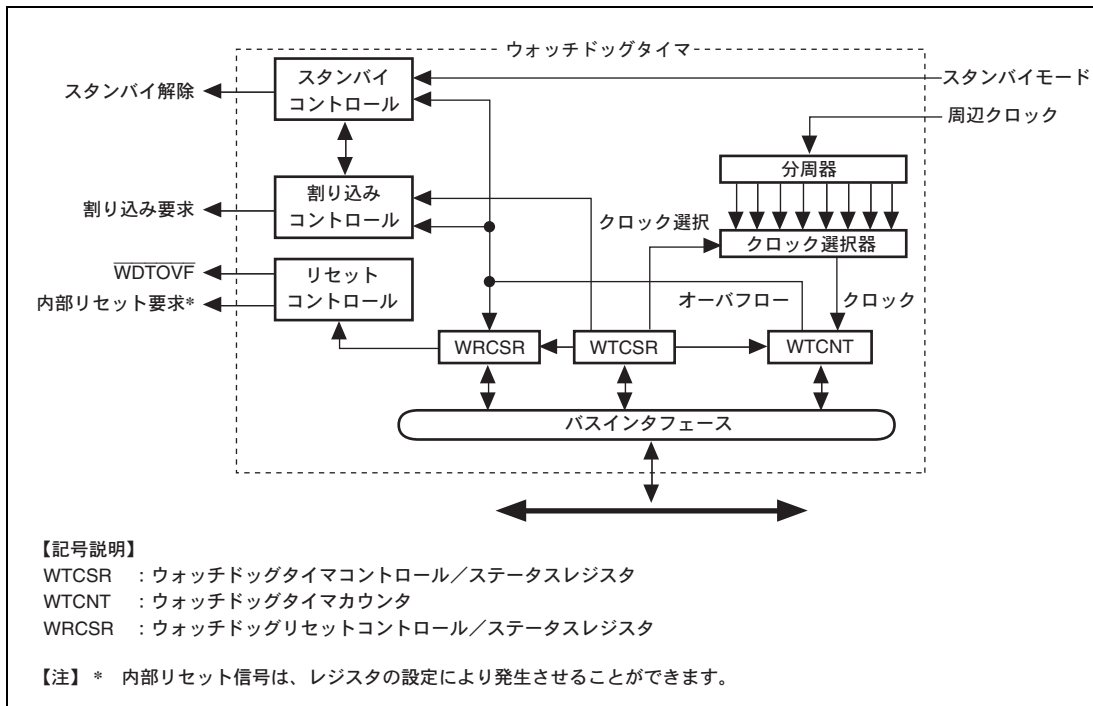 ウォッチドッグタイマ
スタンバイ解除
スタンバイ
コントロール
スタンバイモード
周辺クロック
分周器
割り込み要求
割り込み
コントロール
クロック選択
クロック選択器
WDTOVF
内部リセット要求*
リセット
コントロール
オーバフロー
クロック
WRCSR
WTCSR
WTCNT
バスインタフェース
【記号説明】
WTCSR :ウォッチドッグタイマコントロール/ステータスレジスタ
WTCNT :ウォッチドッグタイマカウンタ
WRCSR :ウォッチドッグリセットコントロール/ステータスレジスタ
【注】* 内部リセット信号は、レジスタの設定により発生させることができます。